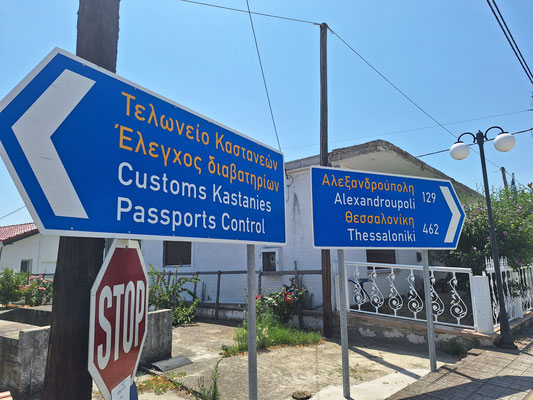 Τελωνείο Καστανεών
Έλεγχος διαβατηρίων
Customs Kastanies
Passports Control
Αλεξανδρούπολη
Alexandroupoli 129
Θεσσαλονίκη
Thessaloniki 462
STOP